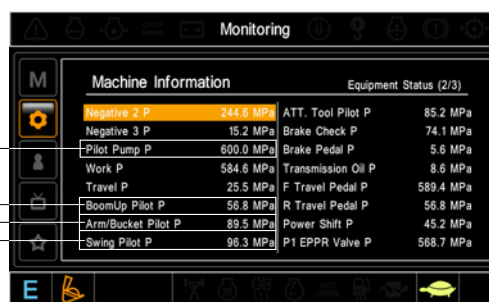 Monitoring
M
Machine Information
Equipment Status (2/3)
Negative 2 P 244.6 MPa ATT. Tool Pilot P 85.2 MPa
Negative 3 P 15.2 MPa Brake Check P 74.1 MPa
Pilot Pump P 600.0 MPa Brake Pedal P 5.6 MPa
Work P 584.6 MPa Transmission Oil P 8.6 MPa
Travel P 25.5 MPa F Travel Pedal P 589.4 MPa
BoomUp Pilot P 56.8 MPa R Travel Pedal P 56.8 MPa
Arm/Bucket Pilot P 89.5 MPa Power Shift P 45.2 MPa
Swing Pilot P 96.3 MPa P1 EPPR Valve P 568.7 MPa
E